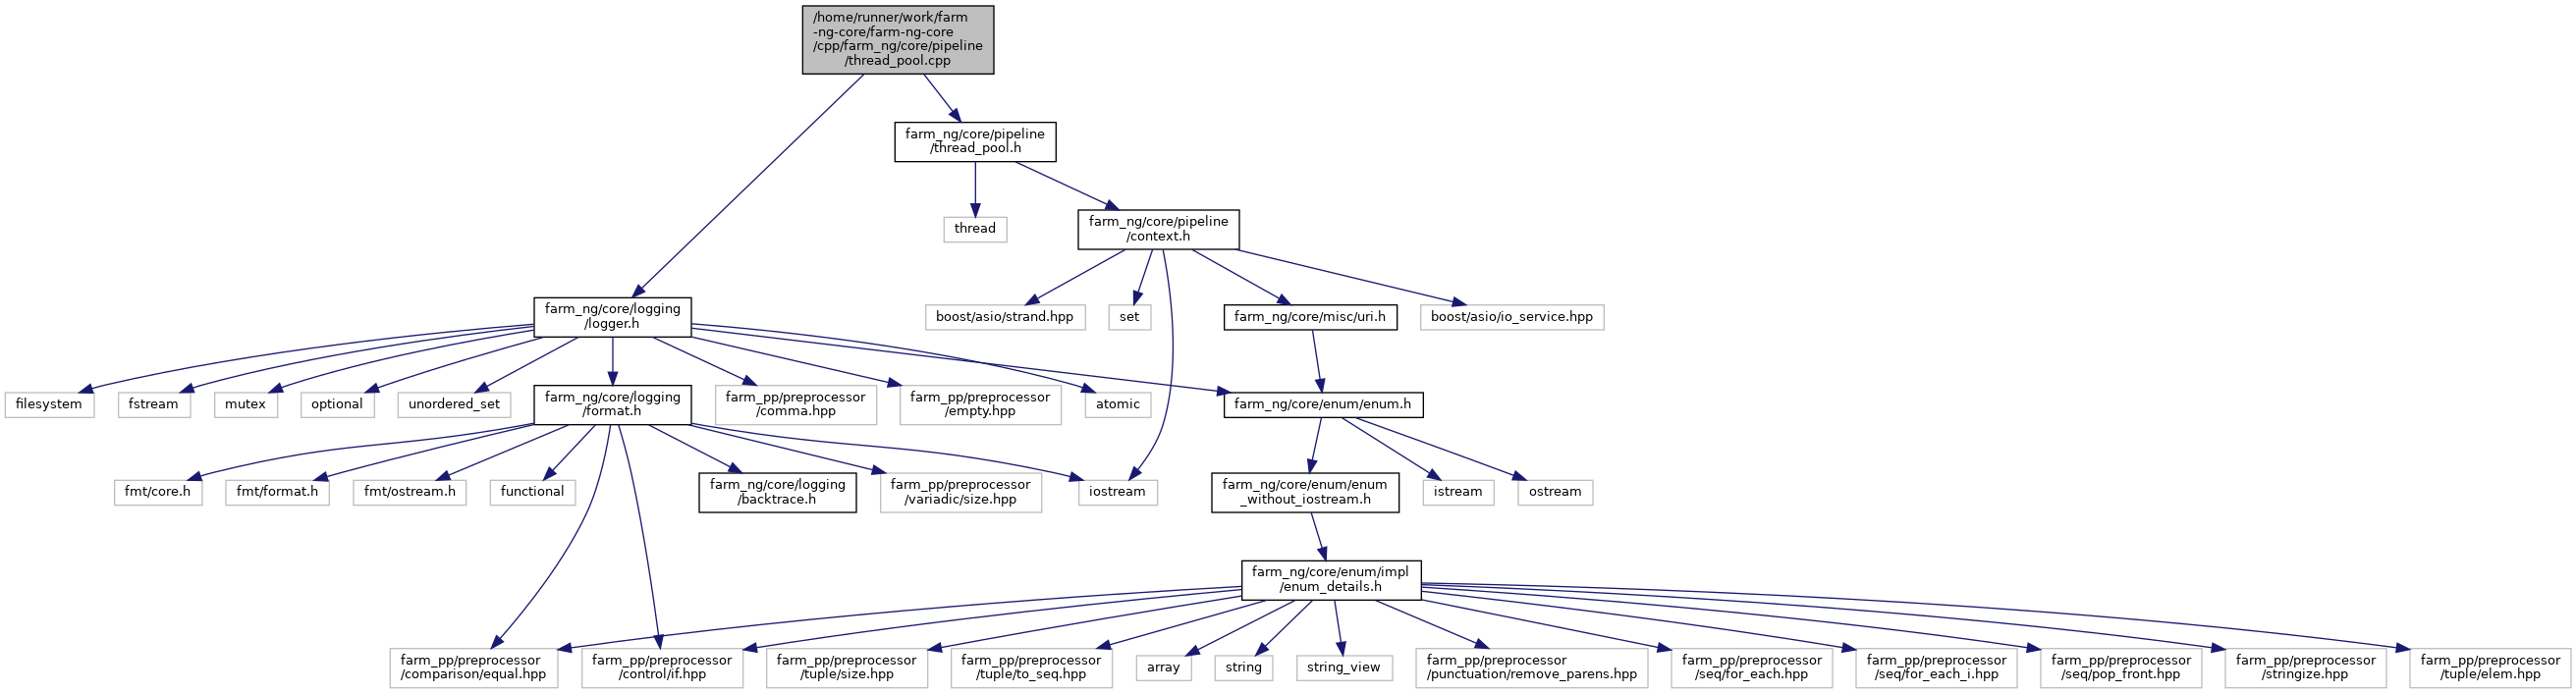 /home/runner/work/farm
-ng-core/farm-ng-core
/cpp/farm_ng/core/pipeline
/thread_pool.cpp
farm_ng/core/pipeline
/thread_pool.h
thread
farm_ng/core/pipeline
/context.h
farm_ng/core/logging
/logger.h
boost/asio/strand.hpp
set
farm_ng/core/misc/uri.h
boost/asio/io_service.hpp
filesystem
fstream
mutex
optional
unordered_set
farm_ng/core/logging
/format.h
farm_pp/preprocessor
/comma.hpp
farm_pp/preprocessor
/empty.hpp
atomic
farm_ng/core/enum/enum.h
fmt/core.h
fmt/format.h
fmt/ostream.h
functional
farm_ng/core/logging
/backtrace.h
farm_pp/preprocessor
/variadic/size.hpp
iostream
farm_ng/core/enum/enum
_without_iostream.h
istream
ostream
farm_ng/core/enum/impl
/enum_details.h
farm_pp/preprocessor
/comparison/equal.hpp
farm_pp/preprocessor
/control/if.hpp
farm_pp/preprocessor
/tuple/size.hpp
farm_pp/preprocessor
/tuple/to_seq.hpp
array
string
string_view
farm_pp/preprocessor
/punctuation/remove_parens.hpp
farm_pp/preprocessor
/seq/for_each.hpp
farm_pp/preprocessor
/seq/for_each_i.hpp
farm_pp/preprocessor
/seq/pop_front.hpp
farm_pp/preprocessor
/stringize.hpp
farm_pp/preprocessor
/tuple/elem.hpp